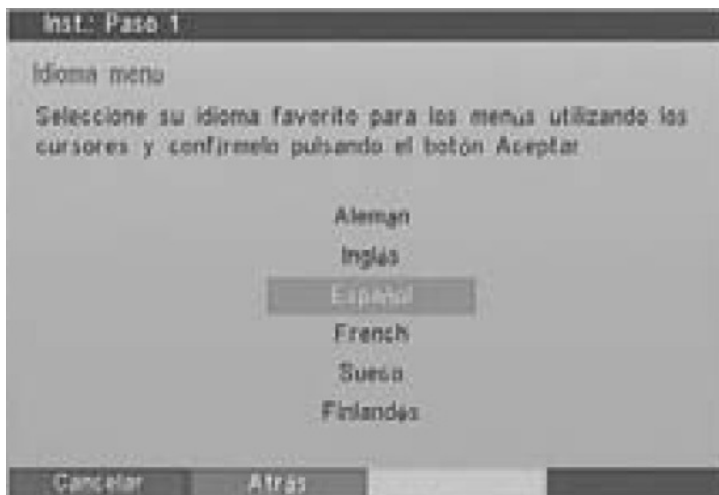 Inst.: Paso 1
Idioma menu
Seleccione su idioma favorito para los menus utilizando los
cursores y confirmelo pulsando el botón Aceptar
Aleman
Inglés
Español
French
Sueco
Finlandés
Cancelar Atrás